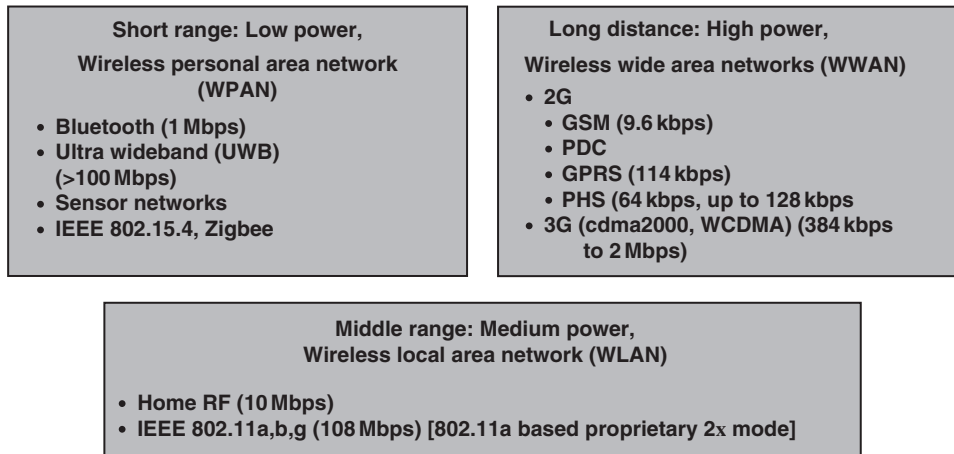 Short range: Low power,
Wireless personal area network
(WPAN)
• Bluetooth (1 Mbps)
• Ultra wideband (UWB)
(>100 Mbps)
• Sensor networks
• IEEE 802.15.4, Zigbee
Long distance: High power,
Wireless wide area networks (WWAN)
• 2G
• GSM (9.6 kbps)
• PDC
• GPRS (114 kbps)
• PHS (64 kbps, up to 128 kbps
• 3G (cdma2000, WCDMA) (384 kbps
to 2 Mbps)
Middle range: Medium power,
Wireless local area network (WLAN)
• Home RF (10 Mbps)
• IEEE 802.11a,b,g (108 Mbps) [802.11a based proprietary 2x mode]